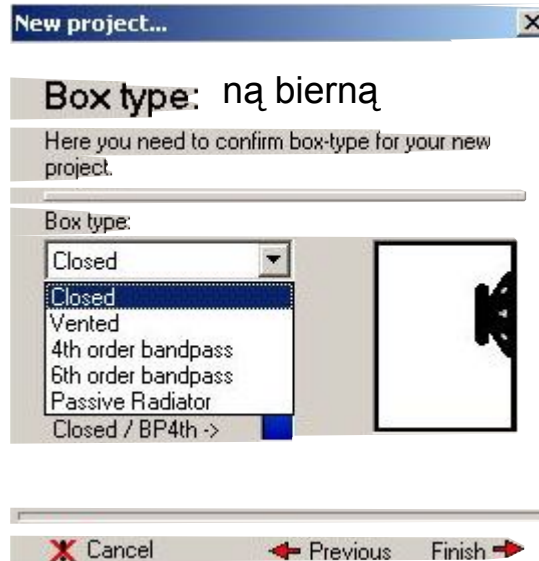 New project...
Box type: ną bierną
Here you need to confirm box-type for your new
project.
Box type:
Closed
Closed
Vented
4th order bandpass
6th order bandpass
Passive Radiator
Closed / BP4th ->
Cancel Previous Finish